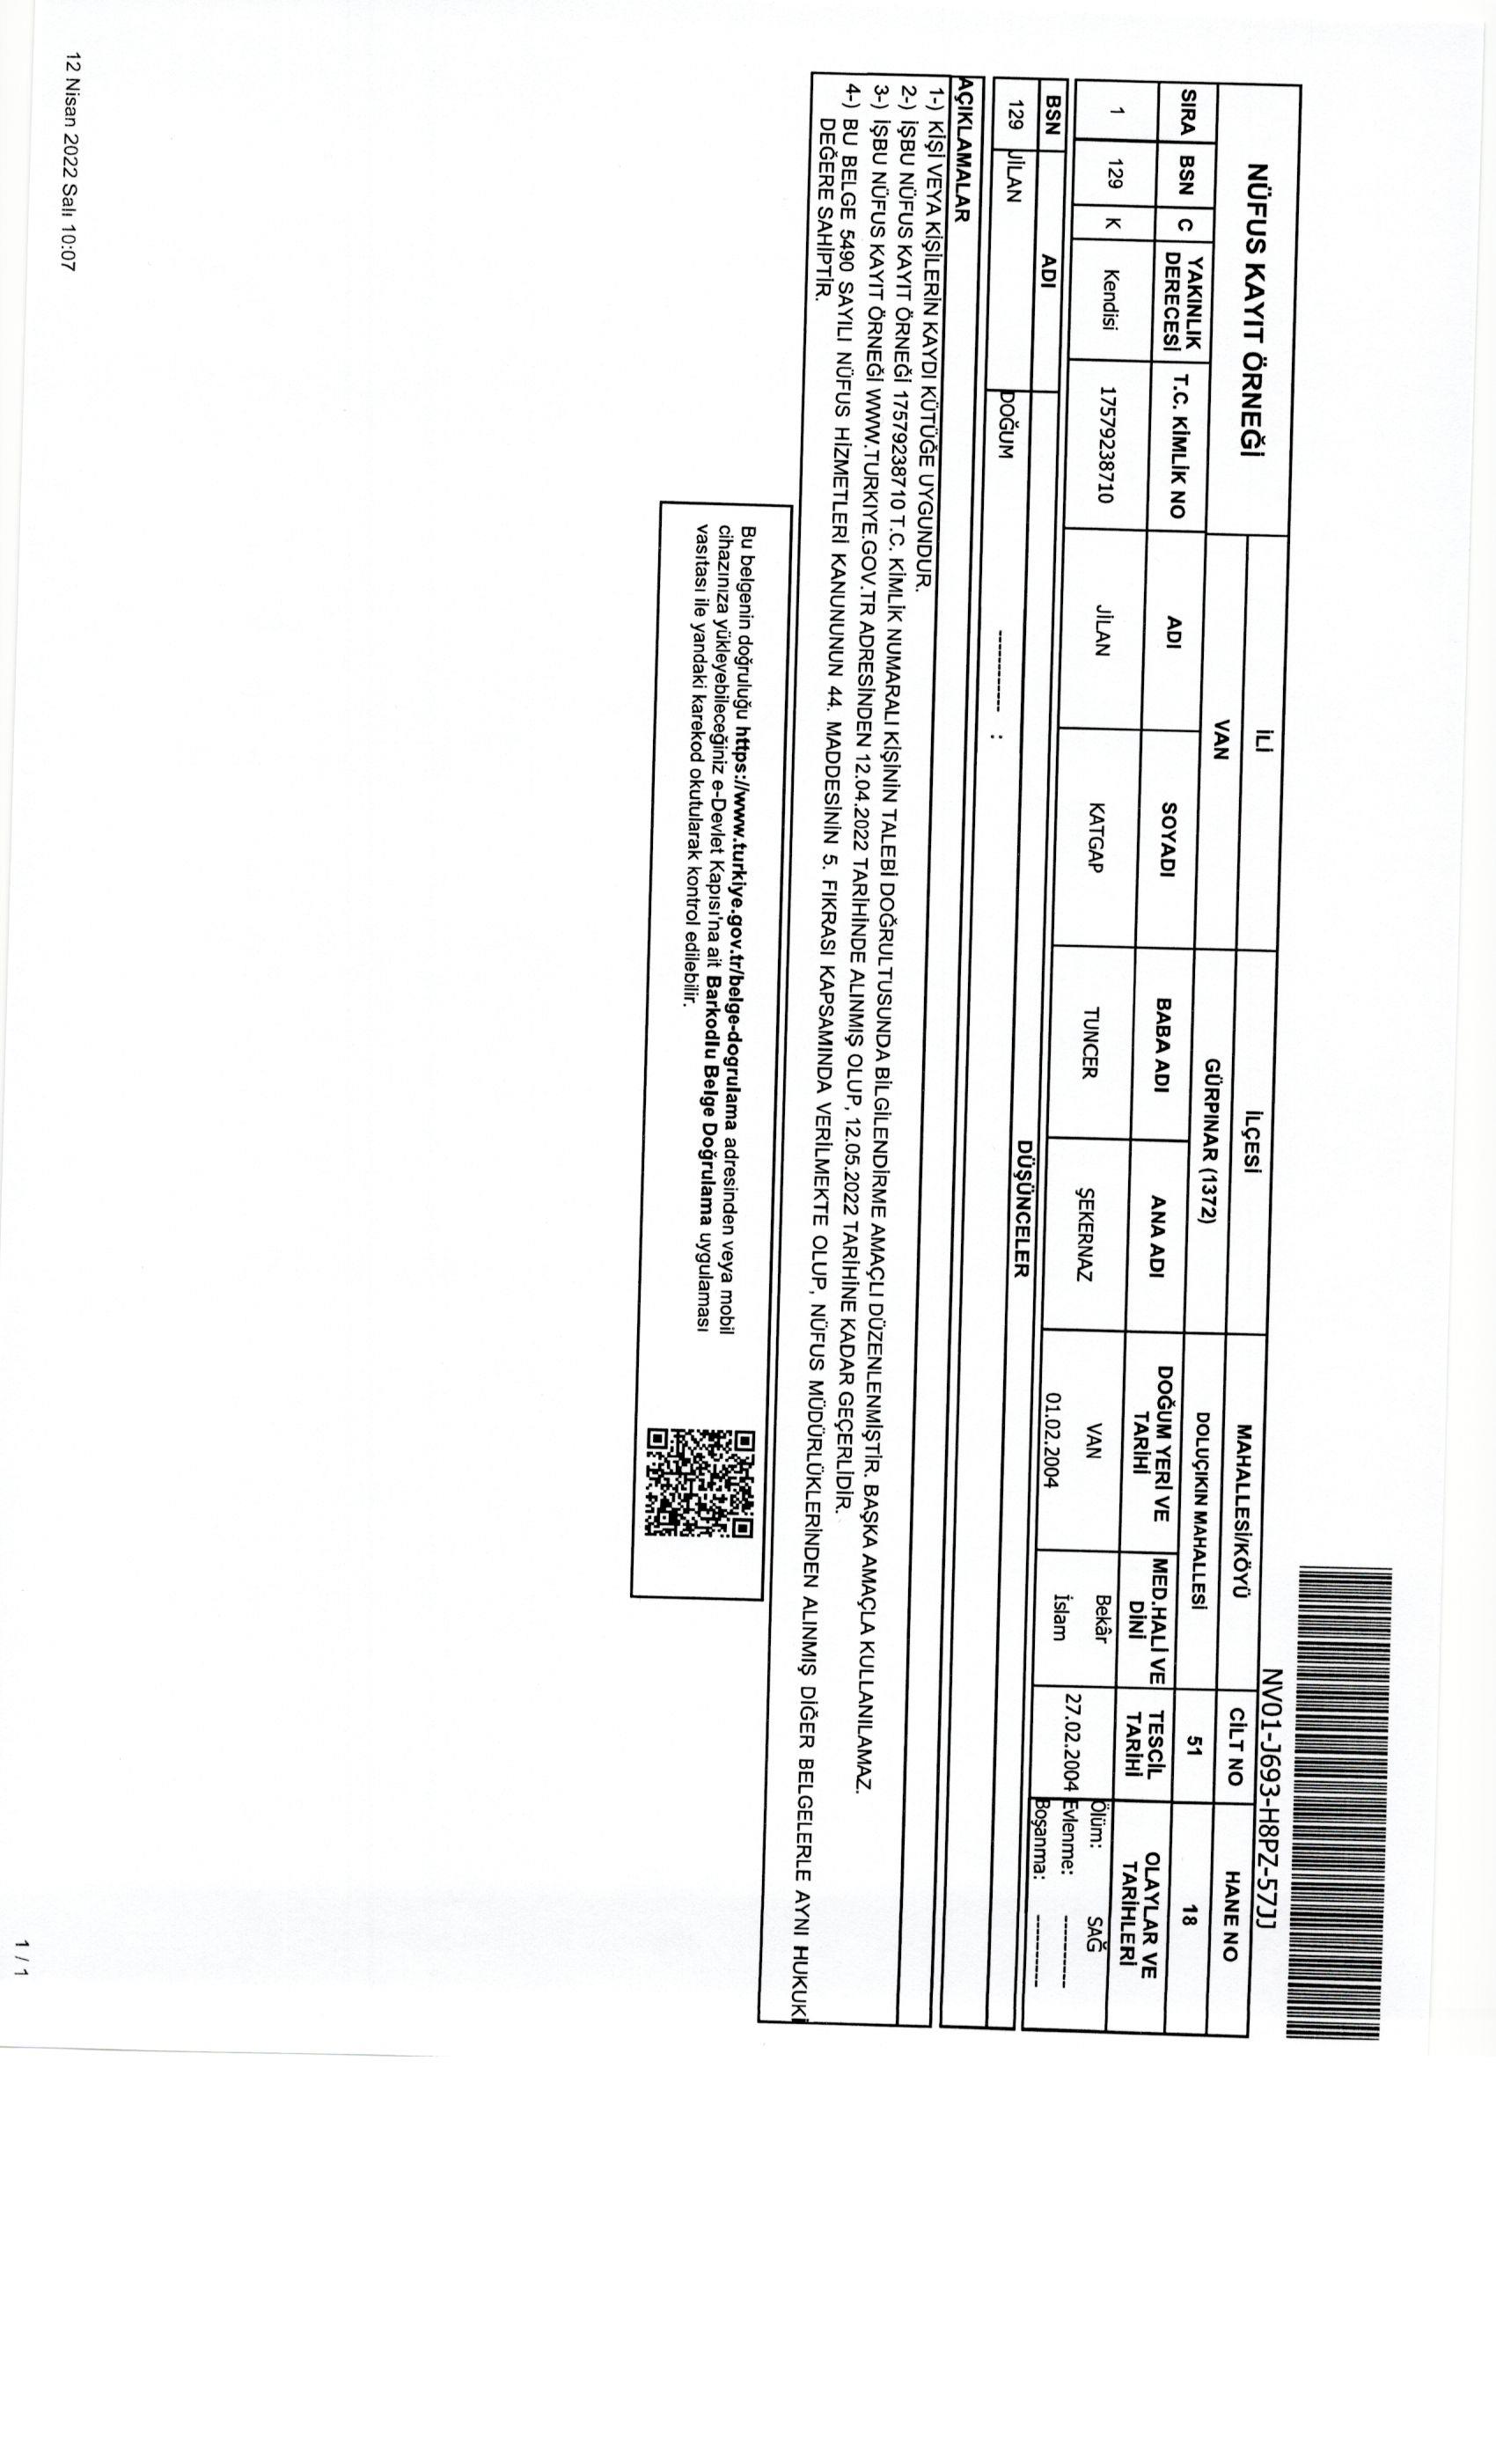 NV01-J693-H8PZ-57JJ
NÜFUS KAYIT ÖRNEĞİ
İLİ İLÇESİ MAHALLESİ/KÖYÜ CİLT NO HANE NO
VAN GÜRPINAR (1372) DOLUÇIKIN MAHALLESİ 51 18
SIRA BSN C YAKINLIK DERECESİ T.C. KİMLİK NO ADI SOYADI BABA ADI ANA ADI DOĞUM YERİ VE TARİHİ MED.HALİ VE DİNİ TESCİL TARİHİ OLAYLAR VE TARİHLERİ
1 129 K Kendisi 17579238710 JİLAN KATGAP TUNCER ŞEKERNAZ VAN Bekâr Ölüm: SAĞ
01.02.2004 İslam 27.02.2004 Evlenme: ----------
Boşanma: ----------
BSN ADI DÜŞÜNCELER
129 JİLAN DOĞUM ------------ :
AÇIKLAMALAR
1-) KİŞİ VEYA KİŞİLERİN KAYDI KÜTÜĞE UYGUNDUR.
2-) İŞBU NÜFUS KAYIT ÖRNEĞİ 17579238710 T.C. KİMLİK NUMARALI KİŞİNİN TALEBİ DOĞRULTUSUNDA BİLGİLENDİRME AMAÇLI DÜZENLENMİŞTİR. BAŞKA AMAÇLA KULLANILAMAZ.
3-) İŞBU NÜFUS KAYIT ÖRNEĞİ WWW.TURKIYE.GOV.TR ADRESİNDEN 12.04.2022 TARİHİNDE ALINMIŞ OLUP, 12.05.2022 TARİHİNE KADAR GEÇERLİDİR.
4-) BU BELGE 5490 SAYILI NÜFUS HİZMETLERİ KANUNUNUN 44. MADDESİNİN 5. FIKRASI KAPSAMINDA VERİLMEKTE OLUP, NÜFUS MÜDÜRLÜKLERİNDEN ALINMIŞ DİĞER BELGELERLE AYNI HUKUKİ
DEĞERE SAHİPTİR.
Bu belgenin doğruluğu https://www.turkiye.gov.tr/belge-dogrulama adresinden veya mobil
cihazınıza yükleyebileceğiniz e-Devlet Kapısı'na ait Barkodlu Belge Doğrulama uygulaması
vasıtası ile yandaki karekod okutularak kontrol edilebilir.
12 Nisan 2022 Salı 10:07
1 / 1